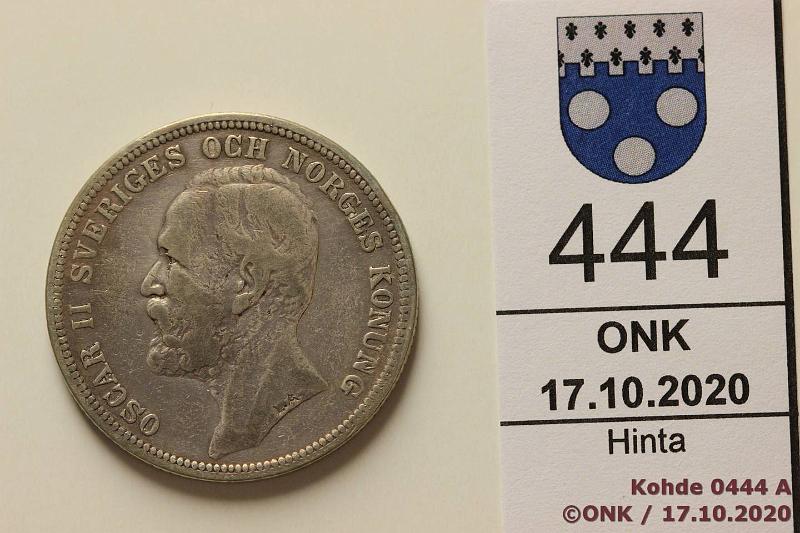 OSCAR II SVERIGES OCH NORGES KONUNG
L.A.
444
ONK
17.10.2020
Hinta
Kohde 0444 A
©ONK / 17.10.2020